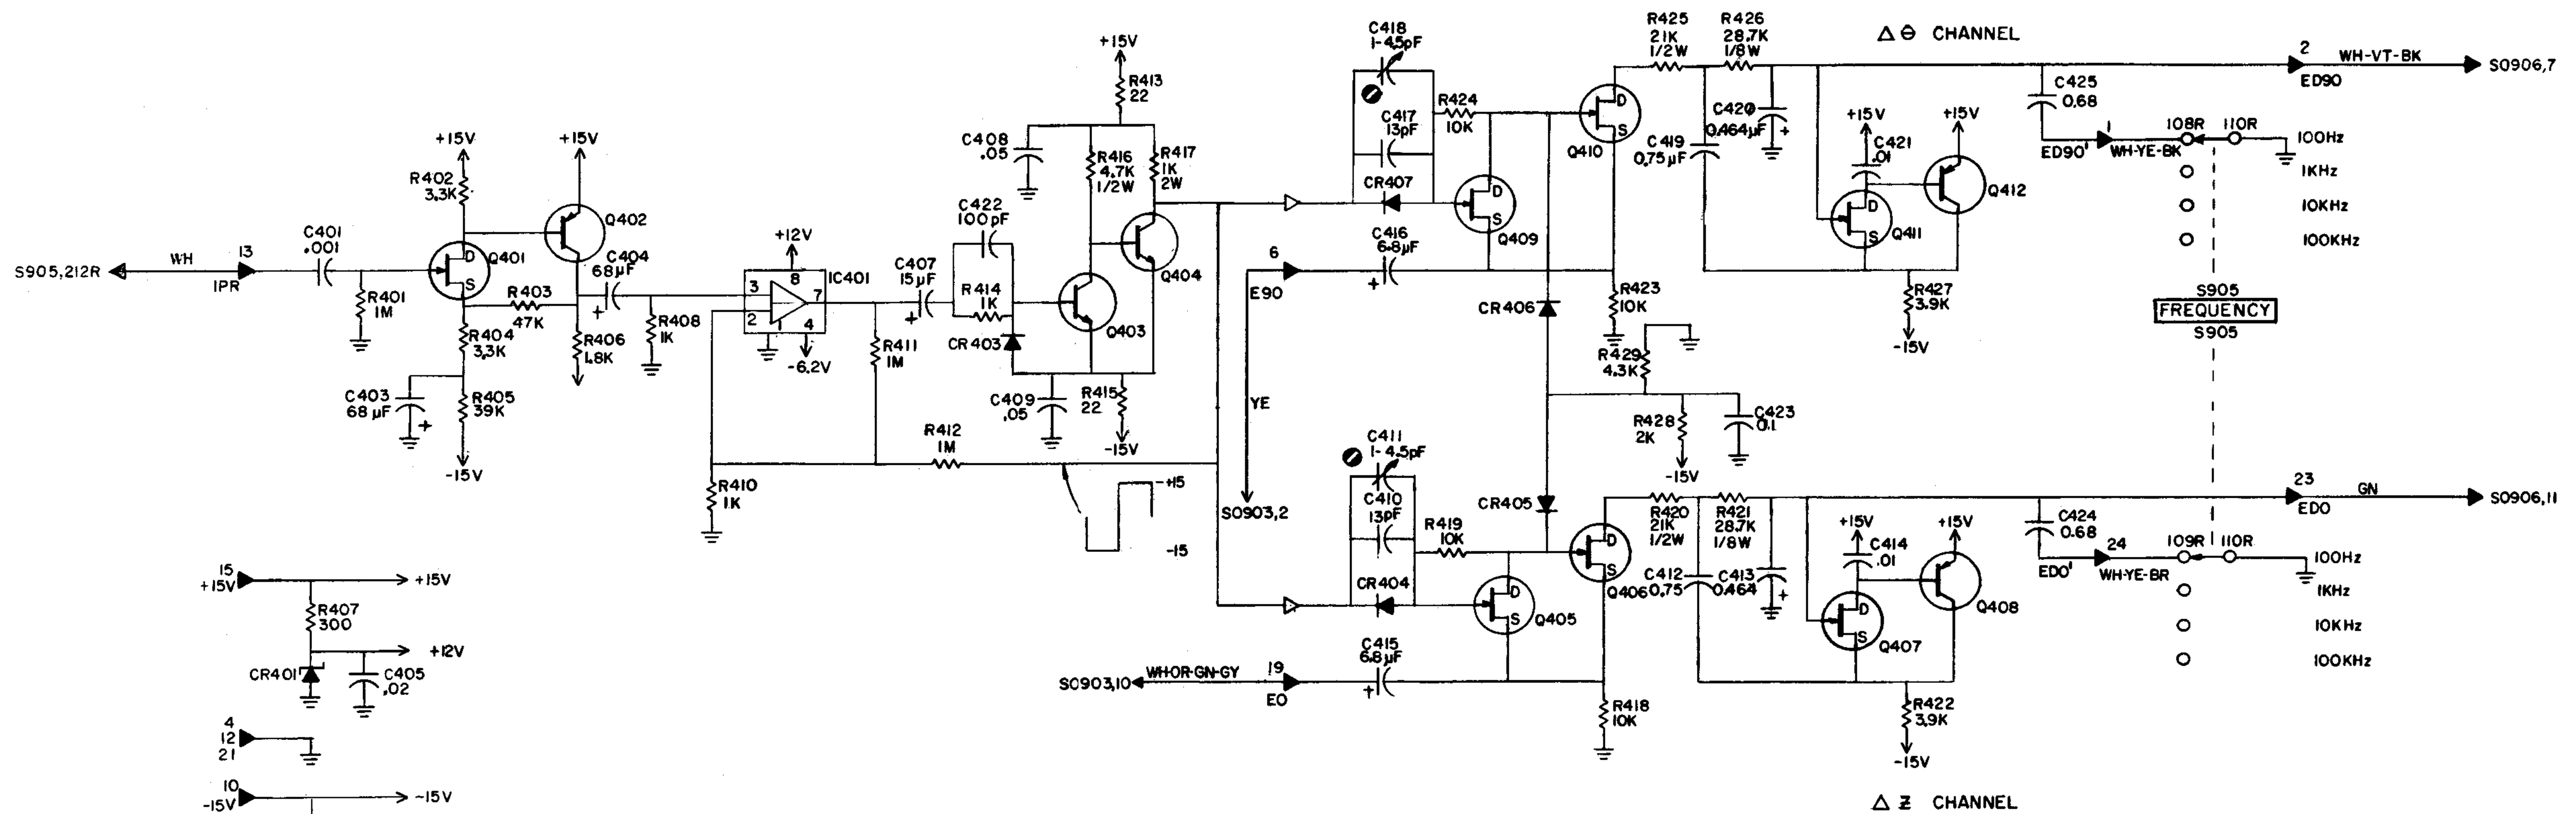 S905,212R
WH
13
IPR
C401
.001
R401
1M
+15V
R402
3.3K
D
S
Q401
R403
47K
R404
3.3K
C403
68µF
+
R405
39K
-15V
+15V
Q402
C404
68µF
+
R406
1.8K
R408
1K
+12V
IC401
8
3
2
7
1
4
-6.2V
R410
1K
R411
1M
R412
1M
C407
15µF
+
C422
100pF
R414
1K
CR403
C408
.05
+15V
R413
22
R416
4.7K
1/2W
R417
1K
2W
Q403
Q404
C409
.05
R415
22
-15V
-+15
-15
6
E90
YE
S0903,2
C418
1-4.5pF
C417
13pF
CR407
C416
6.8µF
+
R424
10K
D
S
Q409
D
S
Q410
CR406
R423
10K
R425
21K
1/2W
R426
28.7K
1/8W
C419
0.75µF
C420
0.464µF
+
∆θ CHANNEL
+15V
C421
.01
D
S
Q411
+15V
Q412
R427
3.9K
-15V
2
ED90
WH-VT-BK
S0906,7
C425
0.68
1
ED90'
WH-YE-BK
108R
110R
100Hz
1KHz
10KHz
100KHz
S905
FREQUENCY
S905
R429
4.3K
R428
2K
-15V
C423
0.1
C411
1-4.5pF
C410
13pF
CR404
C415
6.8µF
+
R419
10K
CR405
D
S
Q405
D
S
Q406
R418
10K
S0903,10
WH-OR-GN-GY
19
EO
R420
21K
1/2W
R421
28.7K
1/8W
C412
0.75
C413
0.464
+
+15V
C414
.01
D
S
Q407
+15V
Q408
R422
3.9K
-15V
23
EDO
GN
S0906,11
C424
0.68
24
EDO'
WH-YE-BR
109R
110R
100Hz
1KHz
10KHz
100KHz
∆Z CHANNEL
15
+15V
+15V
R407
300
+12V
CR401
C405
.02
4
12
21
10
-15V
-15V